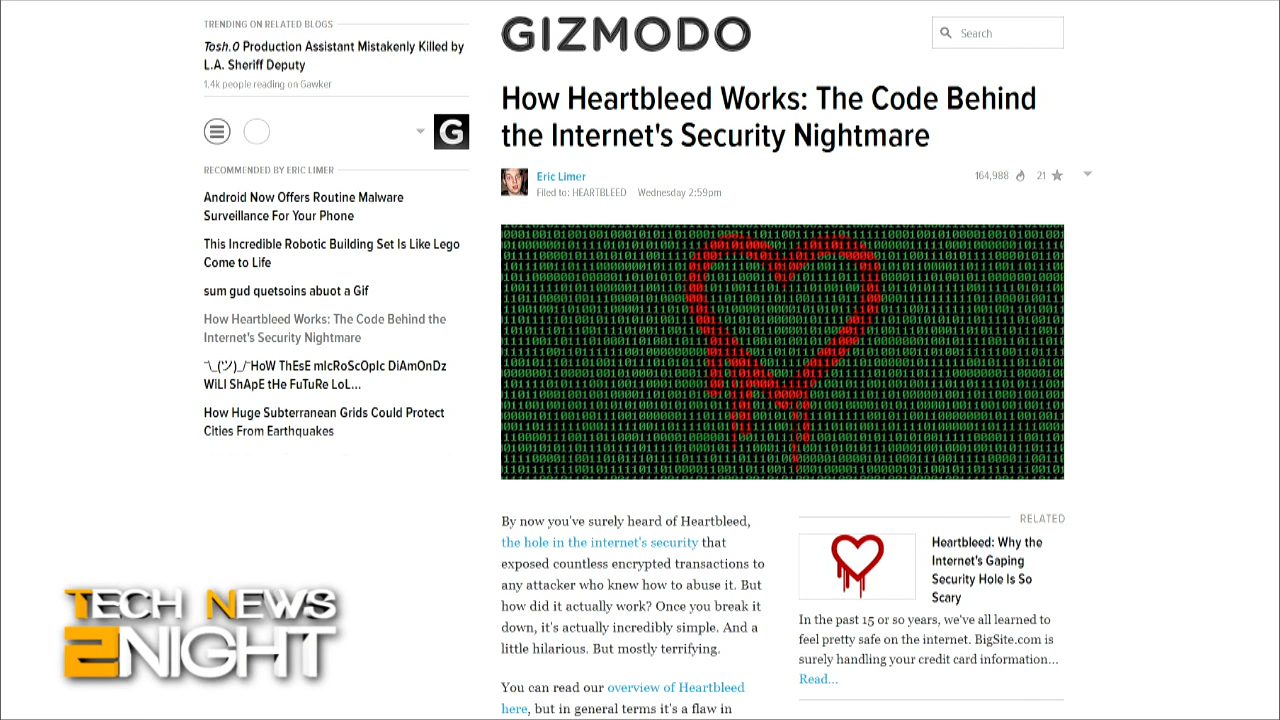 TRENDING ON RELATED BLOGS
Tosh.0 Production Assistant Mistakenly Killed by
L.A. Sheriff Deputy
1.4k people reading on Gawker
G
RECOMMENDED BY ERIC LIMER
Android Now Offers Routine Malware
Surveillance For Your Phone
This Incredible Robotic Building Set Is Like Lego
Come to Life
sum gud quetsoins abuot a Gif
How Heartbleed Works: The Code Behind the
Internet's Security Nightmare
¯\_(ツ)_/¯HoW ThEsE mIcRoScOpIc DiAmOnDz
WiLl ShApE tHe FuTuRe LoL...
How Huge Subterranean Grids Could Protect
Cities From Earthquakes
GIZMODO
Search
How Heartbleed Works: The Code Behind
the Internet's Security Nightmare
Eric Limer
Filed to: HEARTBLEED Wednesday 2:59pm
164,988 21
By now you've surely heard of Heartbleed,
the hole in the internet's security that
exposed countless encrypted transactions to
any attacker who knew how to abuse it. But
how did it actually work? Once you break it
down, it's actually incredibly simple. And a
little hilarious. But mostly terrifying.
You can read our overview of Heartbleed
here, but in general terms it's a flaw in
RELATED
Heartbleed: Why the
Internet's Gaping
Security Hole Is So
Scary
In the past 15 or so years, we've all learned to
feel pretty safe on the internet. BigSite.com is
surely handling your credit card information...
Read...
TECH NEWS
2NIGHT